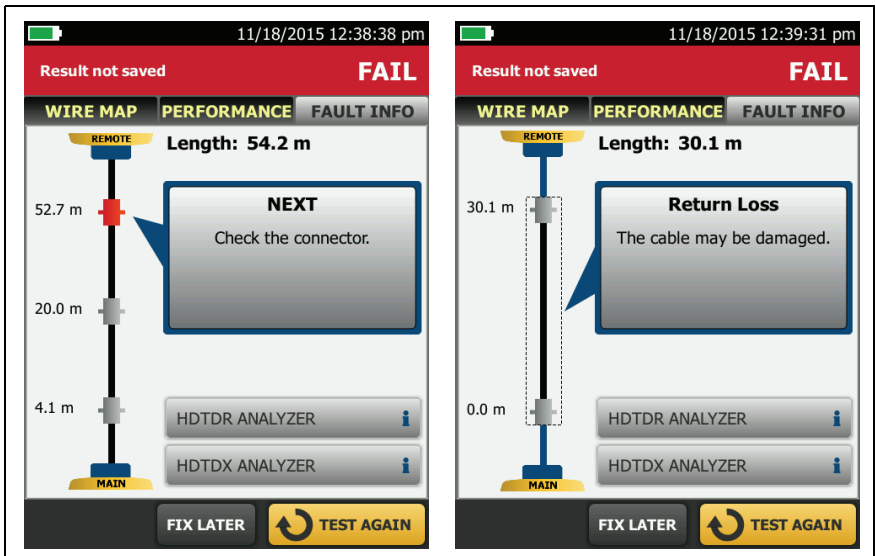 11/18/2015 12:38:38 pm
Result not saved FAIL
WIRE MAP PERFORMANCE FAULT INFO
REMOTE
Length: 54.2 m
52.7 m
NEXT
Check the connector.
20.0 m
4.1 m
HDTDR ANALYZER i
HDTDX ANALYZER i
MAIN
FIX LATER TEST AGAIN
11/18/2015 12:39:31 pm
Result not saved FAIL
WIRE MAP PERFORMANCE FAULT INFO
REMOTE
Length: 30.1 m
30.1 m
Return Loss
The cable may be damaged.
0.0 m
HDTDR ANALYZER i
HDTDX ANALYZER i
MAIN
FIX LATER TEST AGAIN